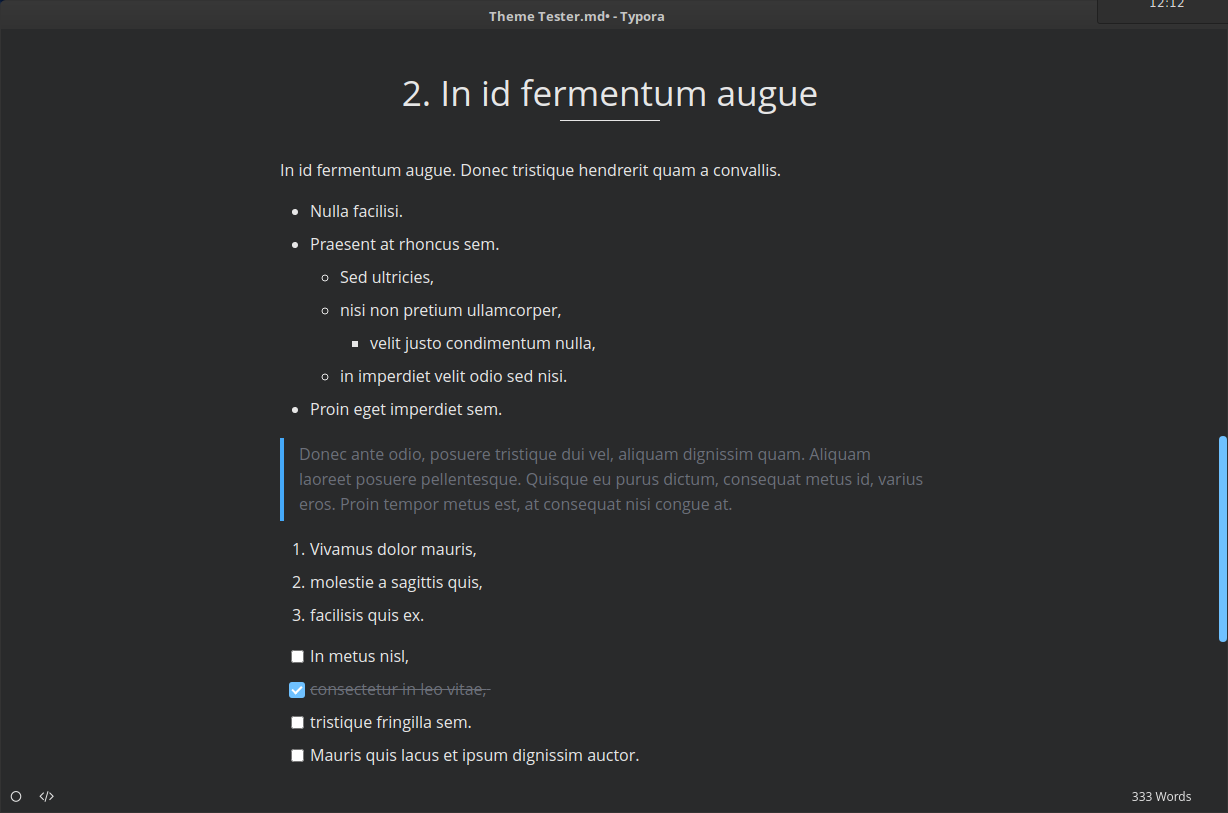 Theme Tester.md• - Typora
12:12
2. In id fermentum augue
In id fermentum augue. Donec tristique hendrerit quam a convallis.
• Nulla facilisi.
• Praesent at rhoncus sem.
◦ Sed ultricies,
◦ nisi non pretium ullamcorper,
▪ velit justo condimentum nulla,
◦ in imperdiet velit odio sed nisi.
• Proin eget imperdiet sem.
Donec ante odio, posuere tristique dui vel, aliquam dignissim quam. Aliquam
laoreet posuere pellentesque. Quisque eu purus dictum, consequat metus id, varius
eros. Proin tempor metus est, at consequat nisi congue at.
1. Vivamus dolor mauris,
2. molestie a sagittis quis,
3. facilisis quis ex.
In metus nisl,
consectetur in leo vitae,
tristique fringilla sem.
Mauris quis lacus et ipsum dignissim auctor.
</> 
333 Words